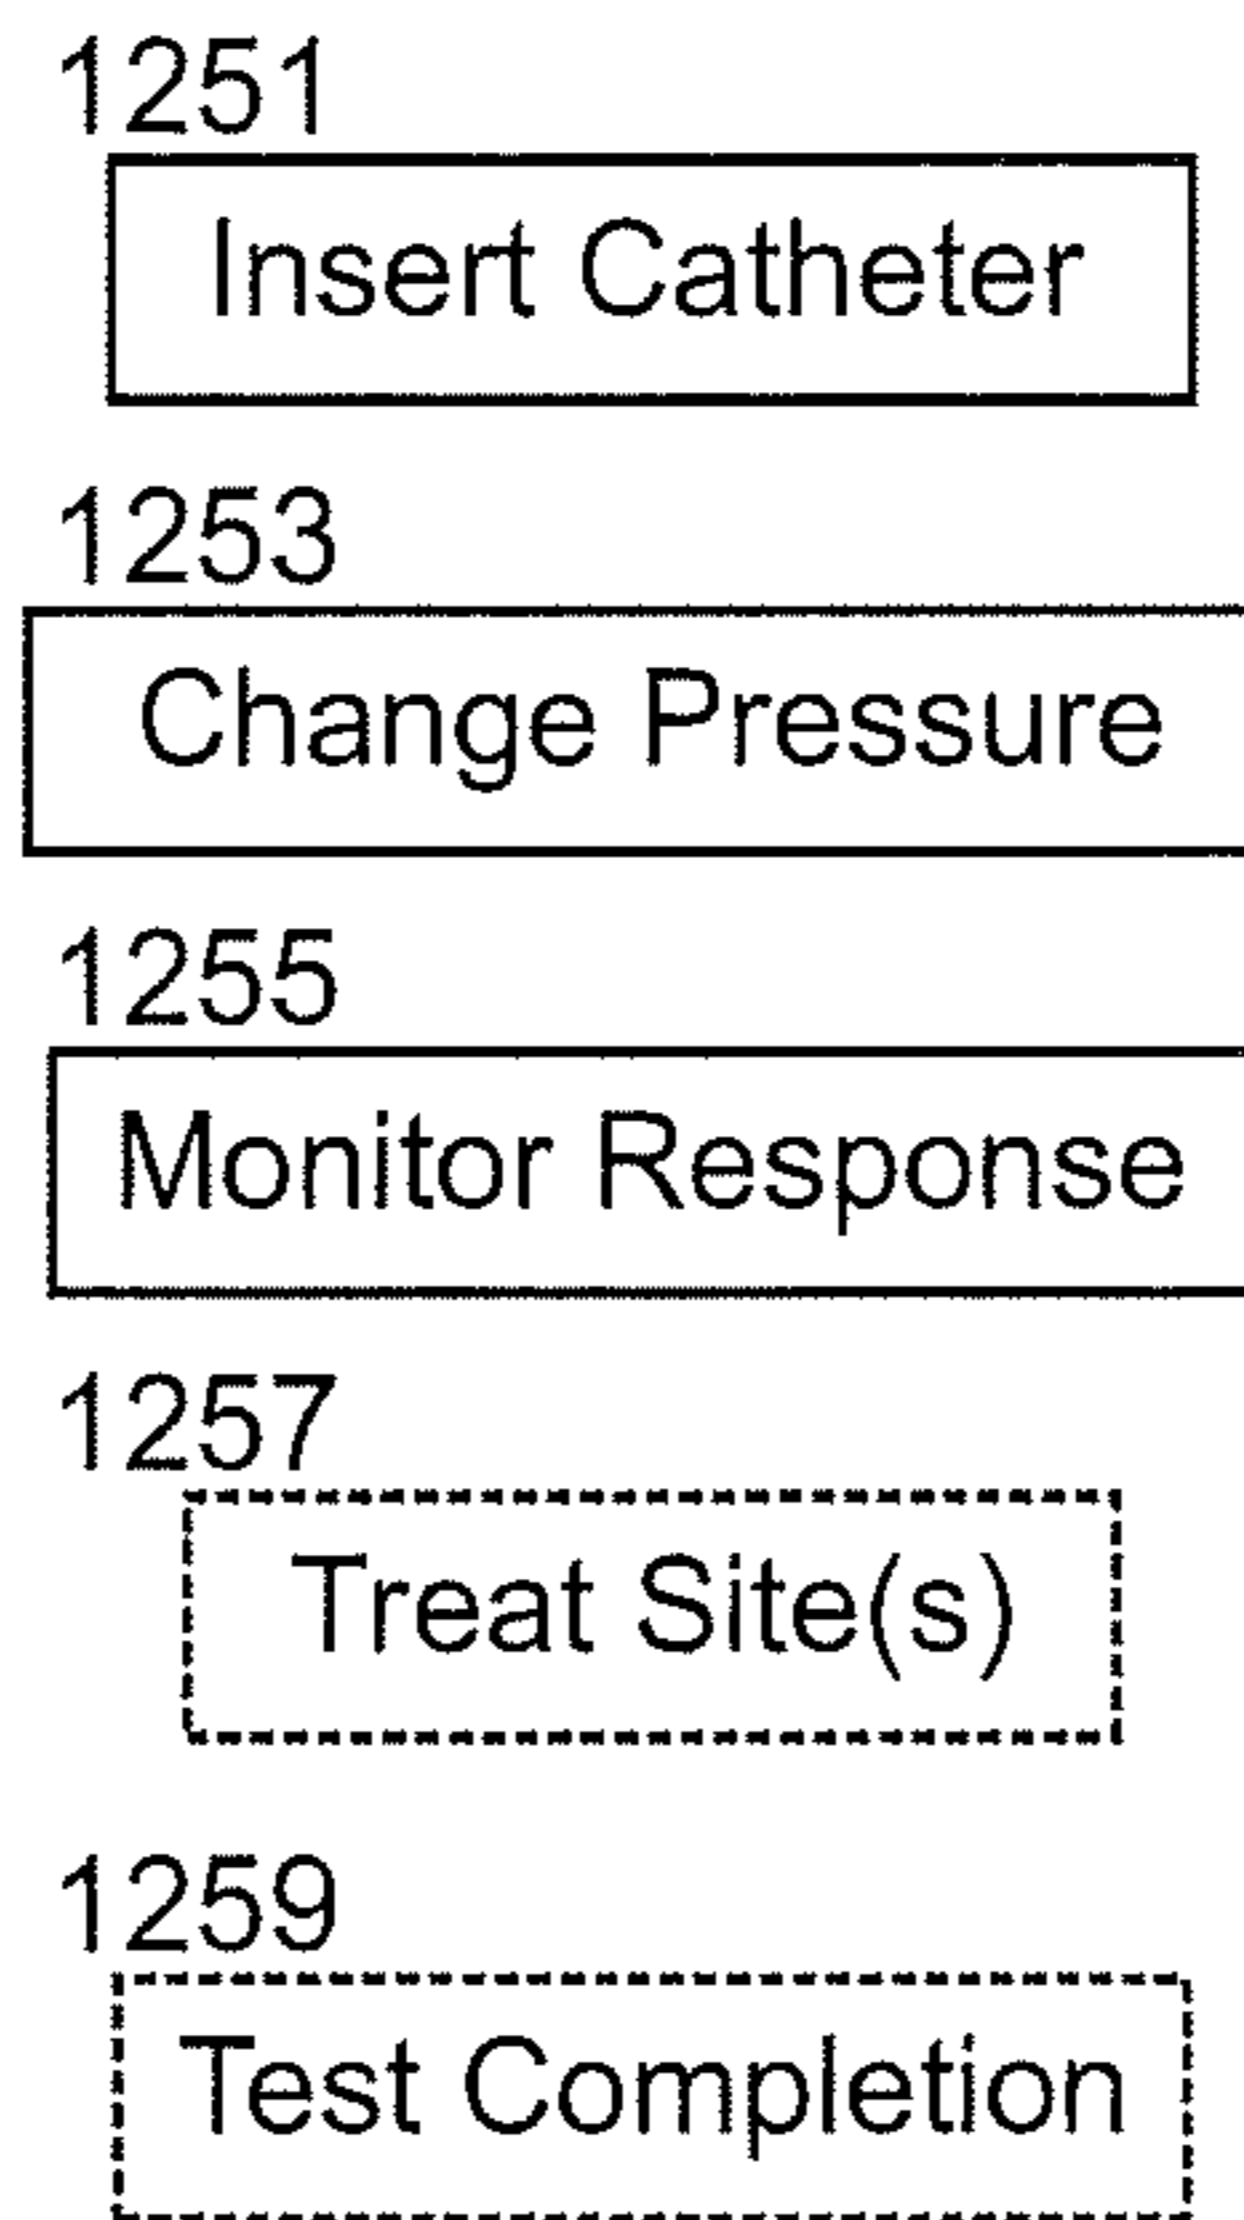 1251
Insert Catheter
1253
Change Pressure
1255
Monitor Response
1257
Treat Site(s)
1259
Test Completion